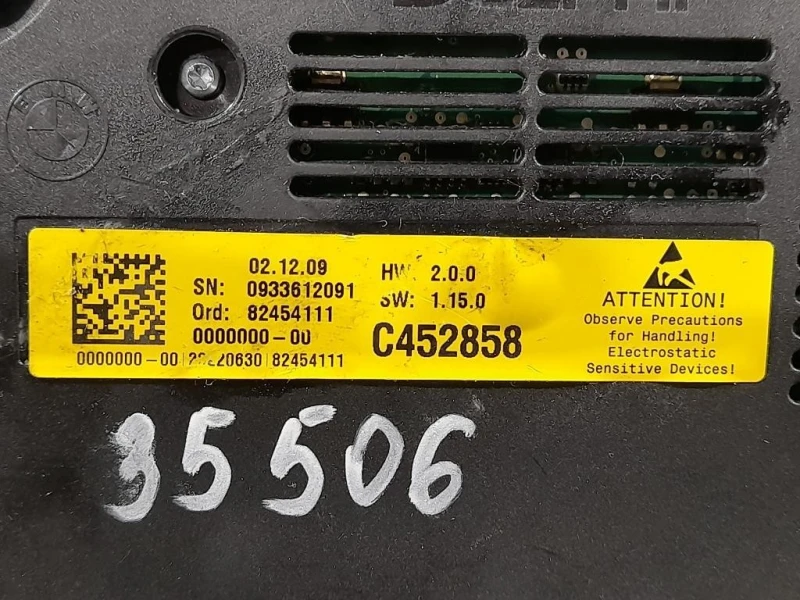 BMW
02.12.09
SN: 0933612091
Ord: 82454111
0000000-00
0000000-00 | | 82454111
HW 2.0.0
SW: 1.15.0
C452858
ATTENTION!
Observe Precautions
for Handling!
Electrostatic
Sensitive Devices!
35506